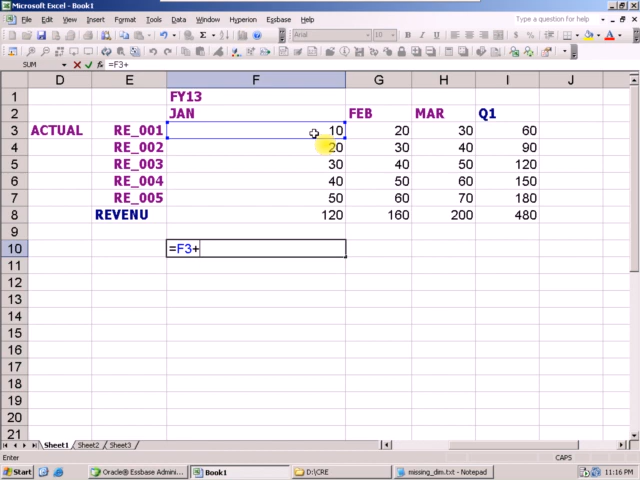 Microsoft Excel - Book1
File Edit View Insert Format Tools Data Window Hyperion Essbase Help
Type a question for help
Arial 10 B I U
SUM =F3+
D E F G H I J
1 FY13
2 JAN FEB MAR Q1
3 ACTUAL RE_001 10 20 30 60
4 RE_002 20 30 40 90
5 RE_003 30 40 50 120
6 RE_004 40 50 60 150
7 RE_005 50 60 70 180
8 REVENU 120 160 200 480
9
10 =F3+
11
12
13
14
15
16
17
18
19
20
21
Sheet1 Sheet2 Sheet3
Enter CAPS
Start Oracle® Essbase Admini... Book1 D:\CRE missing_dim.txt - Notepad 11:16 PM